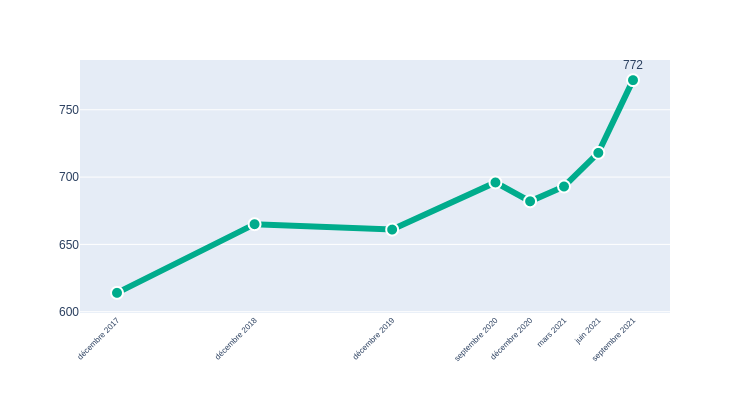 772
750
700
650
600
décembre 2017
décembre 2018
décembre 2019
septembre 2020
décembre 2020
mars 2021
juin 2021
septembre 2021